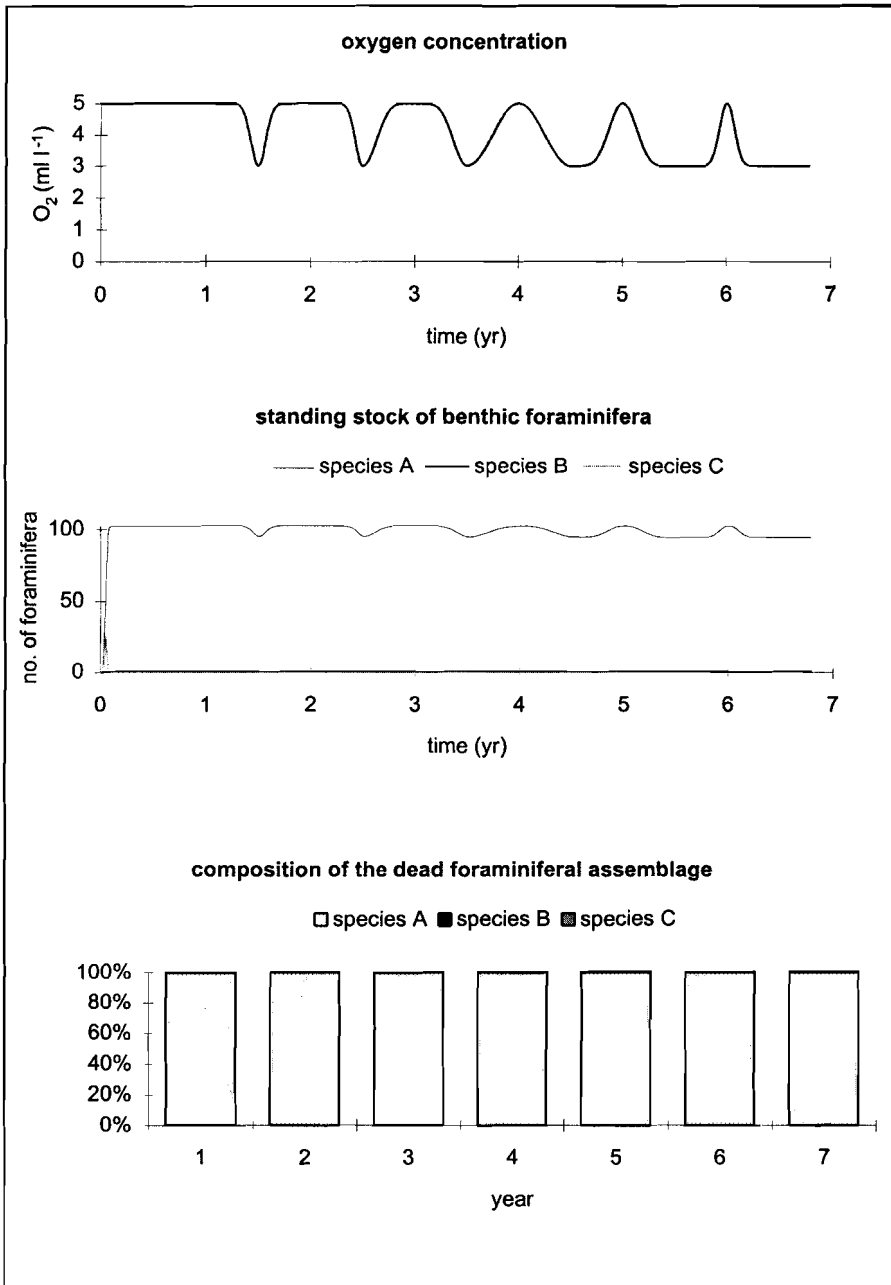 oxygen concentration
O₂ (ml l⁻¹)
5
4
3
2
1
0
0 1 2 3 4 5 6 7
time (yr)
standing stock of benthic foraminifera
species A species B species C
no. of foraminifera
100
50
0
0 1 2 3 4 5 6 7
time (yr)
composition of the dead foraminiferal assemblage
species A species B species C
100%
80%
60%
40%
20%
0%
1 2 3 4 5 6 7
year